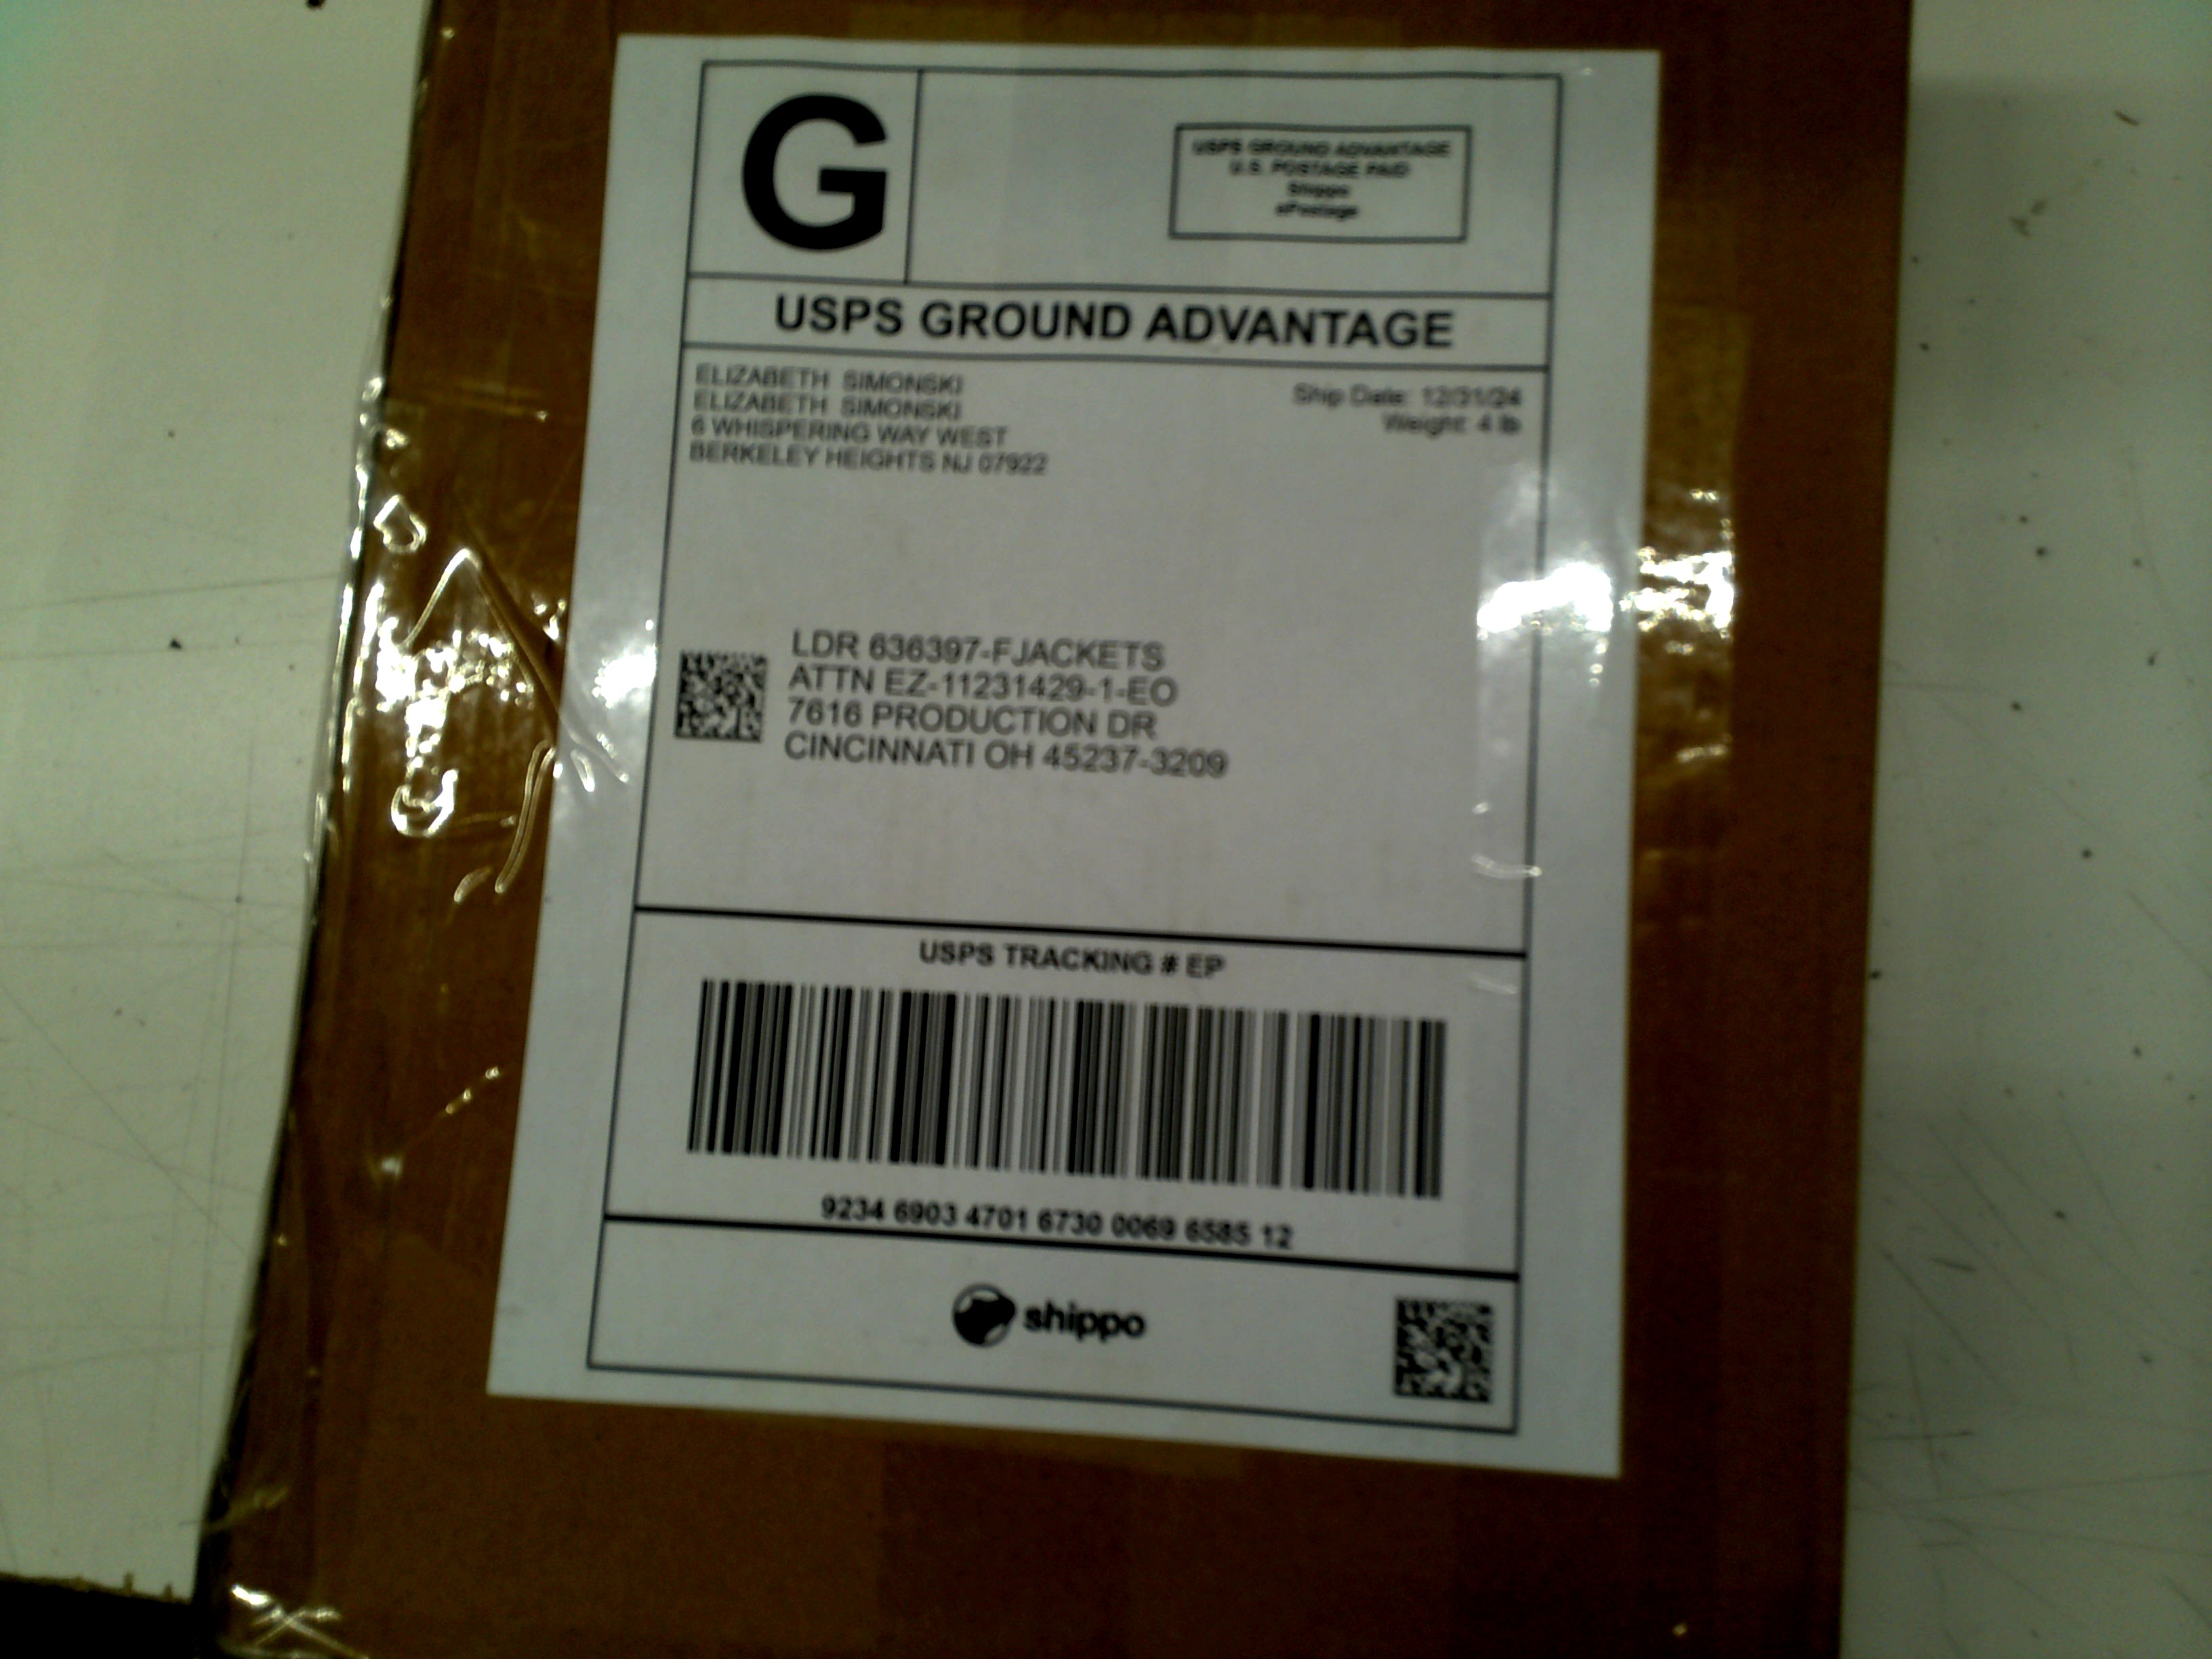 G
USPS GROUND ADVANTAGE
U.S. POSTAGE PAID
Shippo
ePostage
USPS GROUND ADVANTAGE
ELIZABETH SIMONSKI
ELIZABETH SIMONSKI
6 WHISPERING WAY WEST
BERKELEY HEIGHTS NJ 07922
Ship Date: 12/31/24
Weight: 4 lb
LDR 636397-FJACKETS
ATTN EZ-11231429-1-EO
7616 PRODUCTION DR
CINCINNATI OH 45237-3209
USPS TRACKING # EP
9234 6903 4701 6730 0069 6585 12
shippo